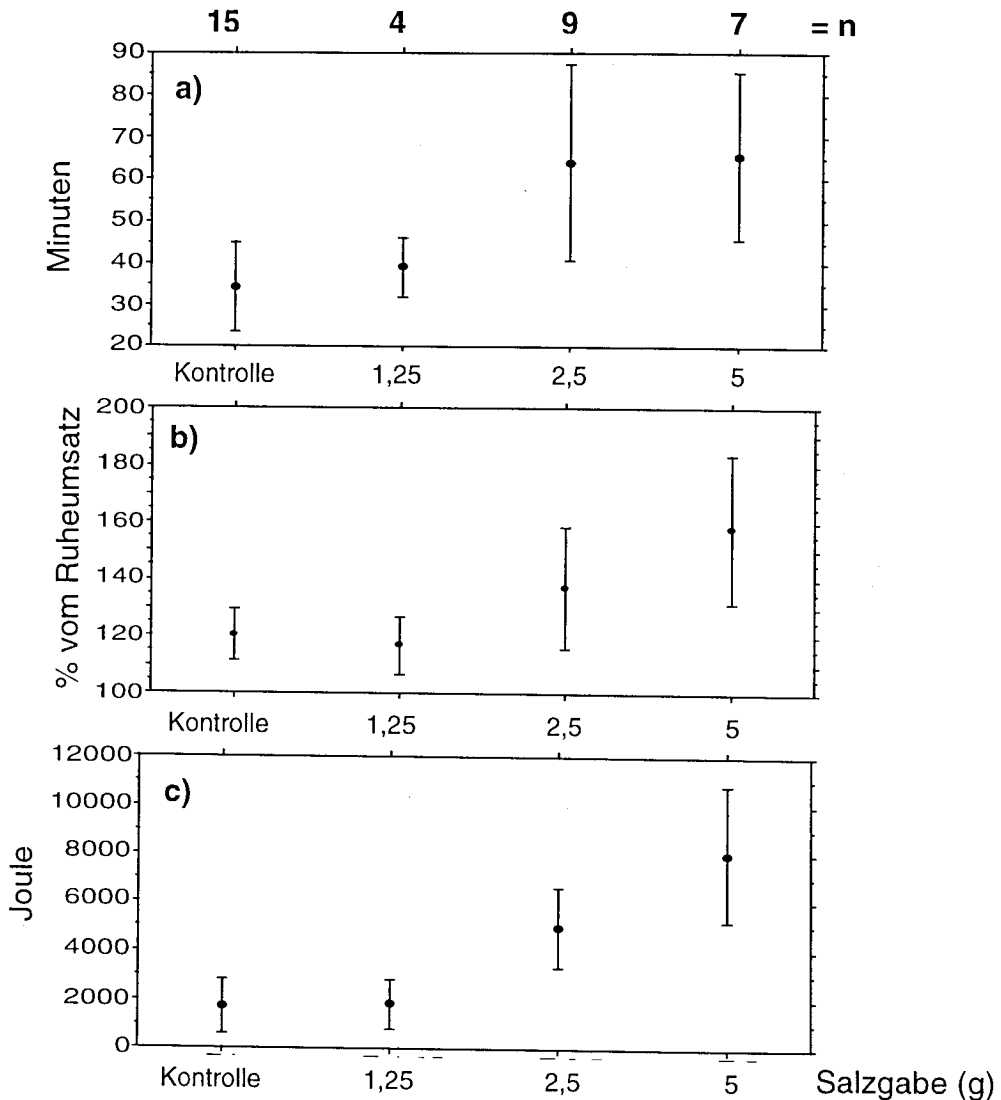 15 4 9 7 = n
90
a)
80
70
60
50
40
30
20
Minuten
Kontrolle 1,25 2,5 5
200
b)
180
160
140
120
100
% vom Ruheumsatz
Kontrolle 1,25 2,5 5
12000
c)
10000
8000
6000
4000
2000
0
Joule
Kontrolle 1,25 2,5 5 Salzgabe (g)